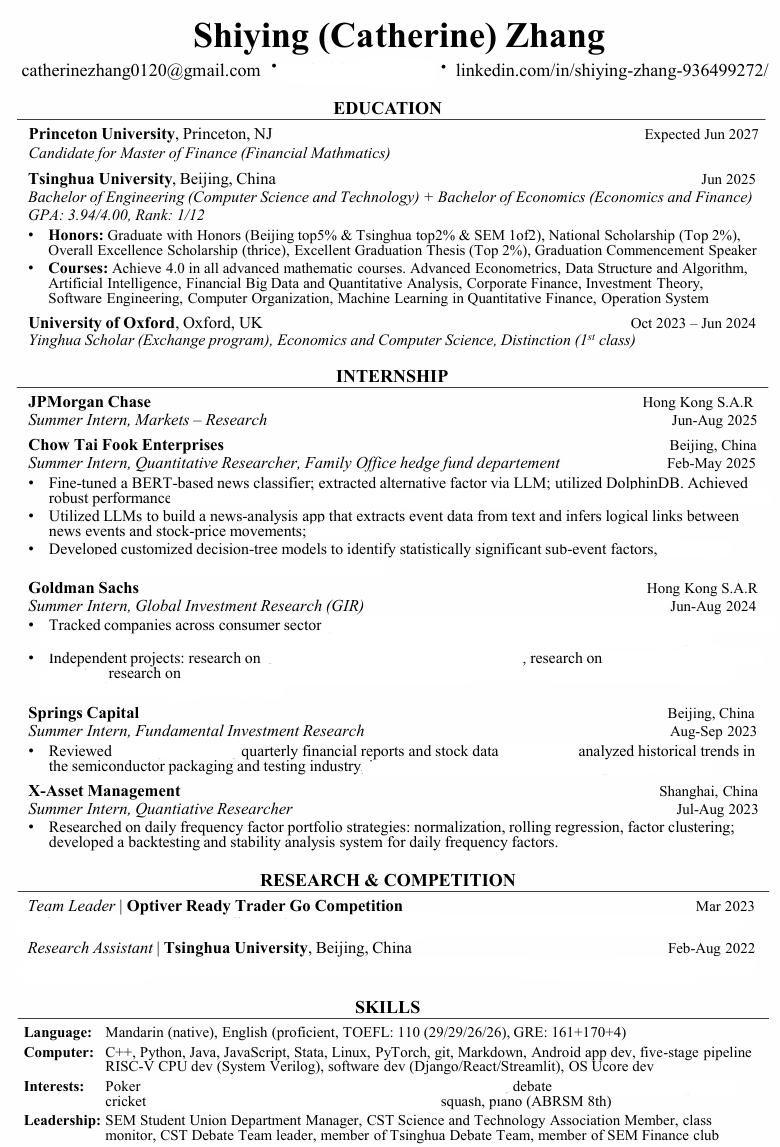 Shiying (Catherine) Zhang
catherinezhang0120@gmail.com • • linkedin.com/in/shiying-zhang-936499272/
EDUCATION
Princeton University, Princeton, NJ Expected Jun 2027
Candidate for Master of Finance (Financial Mathmatics)
Tsinghua University, Beijing, China Jun 2025
Bachelor of Engineering (Computer Science and Technology) + Bachelor of Economics (Economics and Finance)
GPA: 3.94/4.00, Rank: 1/12
• Honors: Graduate with Honors (Beijing top5% & Tsinghua top2% & SEM 1of2), National Scholarship (Top 2%),
Overall Excellence Scholarship (thrice), Excellent Graduation Thesis (Top 2%), Graduation Commencement Speaker
• Courses: Achieve 4.0 in all advanced mathematic courses. Advanced Econometrics, Data Structure and Algorithm,
Artificial Intelligence, Financial Big Data and Quantitative Analysis, Corporate Finance, Investment Theory,
Software Engineering, Computer Organization, Machine Learning in Quantitative Finance, Operation System
University of Oxford, Oxford, UK Oct 2023 – Jun 2024
Yinghua Scholar (Exchange program), Economics and Computer Science, Distinction (1st class)
INTERNSHIP
JPMorgan Chase Hong Kong S.A.R
Summer Intern, Markets – Research Jun-Aug 2025
Chow Tai Fook Enterprises Beijing, China
Summer Intern, Quantitative Researcher, Family Office hedge fund departement Feb-May 2025
• Fine-tuned a BERT-based news classifier; extracted alternative factor via LLM; utilized DolphinDB. Achieved
robust performance
• Utilized LLMs to build a news-analysis app that extracts event data from text and infers logical links between
news events and stock-price movements;
• Developed customized decision-tree models to identify statistically significant sub-event factors,
Goldman Sachs Hong Kong S.A.R
Summer Intern, Global Investment Research (GIR) Jun-Aug 2024
• Tracked companies across consumer sector
• Independent projects: research on , research on
research on
Springs Capital Beijing, China
Summer Intern, Fundamental Investment Research Aug-Sep 2023
• Reviewed quarterly financial reports and stock data analyzed historical trends in
the semiconductor packaging and testing industry
X-Asset Management Shanghai, China
Summer Intern, Quantiative Researcher Jul-Aug 2023
• Researched on daily frequency factor portfolio strategies: normalization, rolling regression, factor clustering;
developed a backtesting and stability analysis system for daily frequency factors.
RESEARCH & COMPETITION
Team Leader | Optiver Ready Trader Go Competition Mar 2023
Research Assistant | Tsinghua University, Beijing, China Feb-Aug 2022
SKILLS
Language: Mandarin (native), English (proficient, TOEFL: 110 (29/29/26/26), GRE: 161+170+4)
Computer: C++, Python, Java, JavaScript, Stata, Linux, PyTorch, git, Markdown, Android app dev, five-stage pipeline
RISC-V CPU dev (System Verilog), software dev (Django/React/Streamlit), OS Ucore dev
Interests: Poker debate
cricket squash, piano (ABRSM 8th)
Leadership: SEM Student Union Department Manager, CST Science and Technology Association Member, class
monitor, CST Debate Team leader, member of Tsinghua Debate Team, member of SEM Finance club